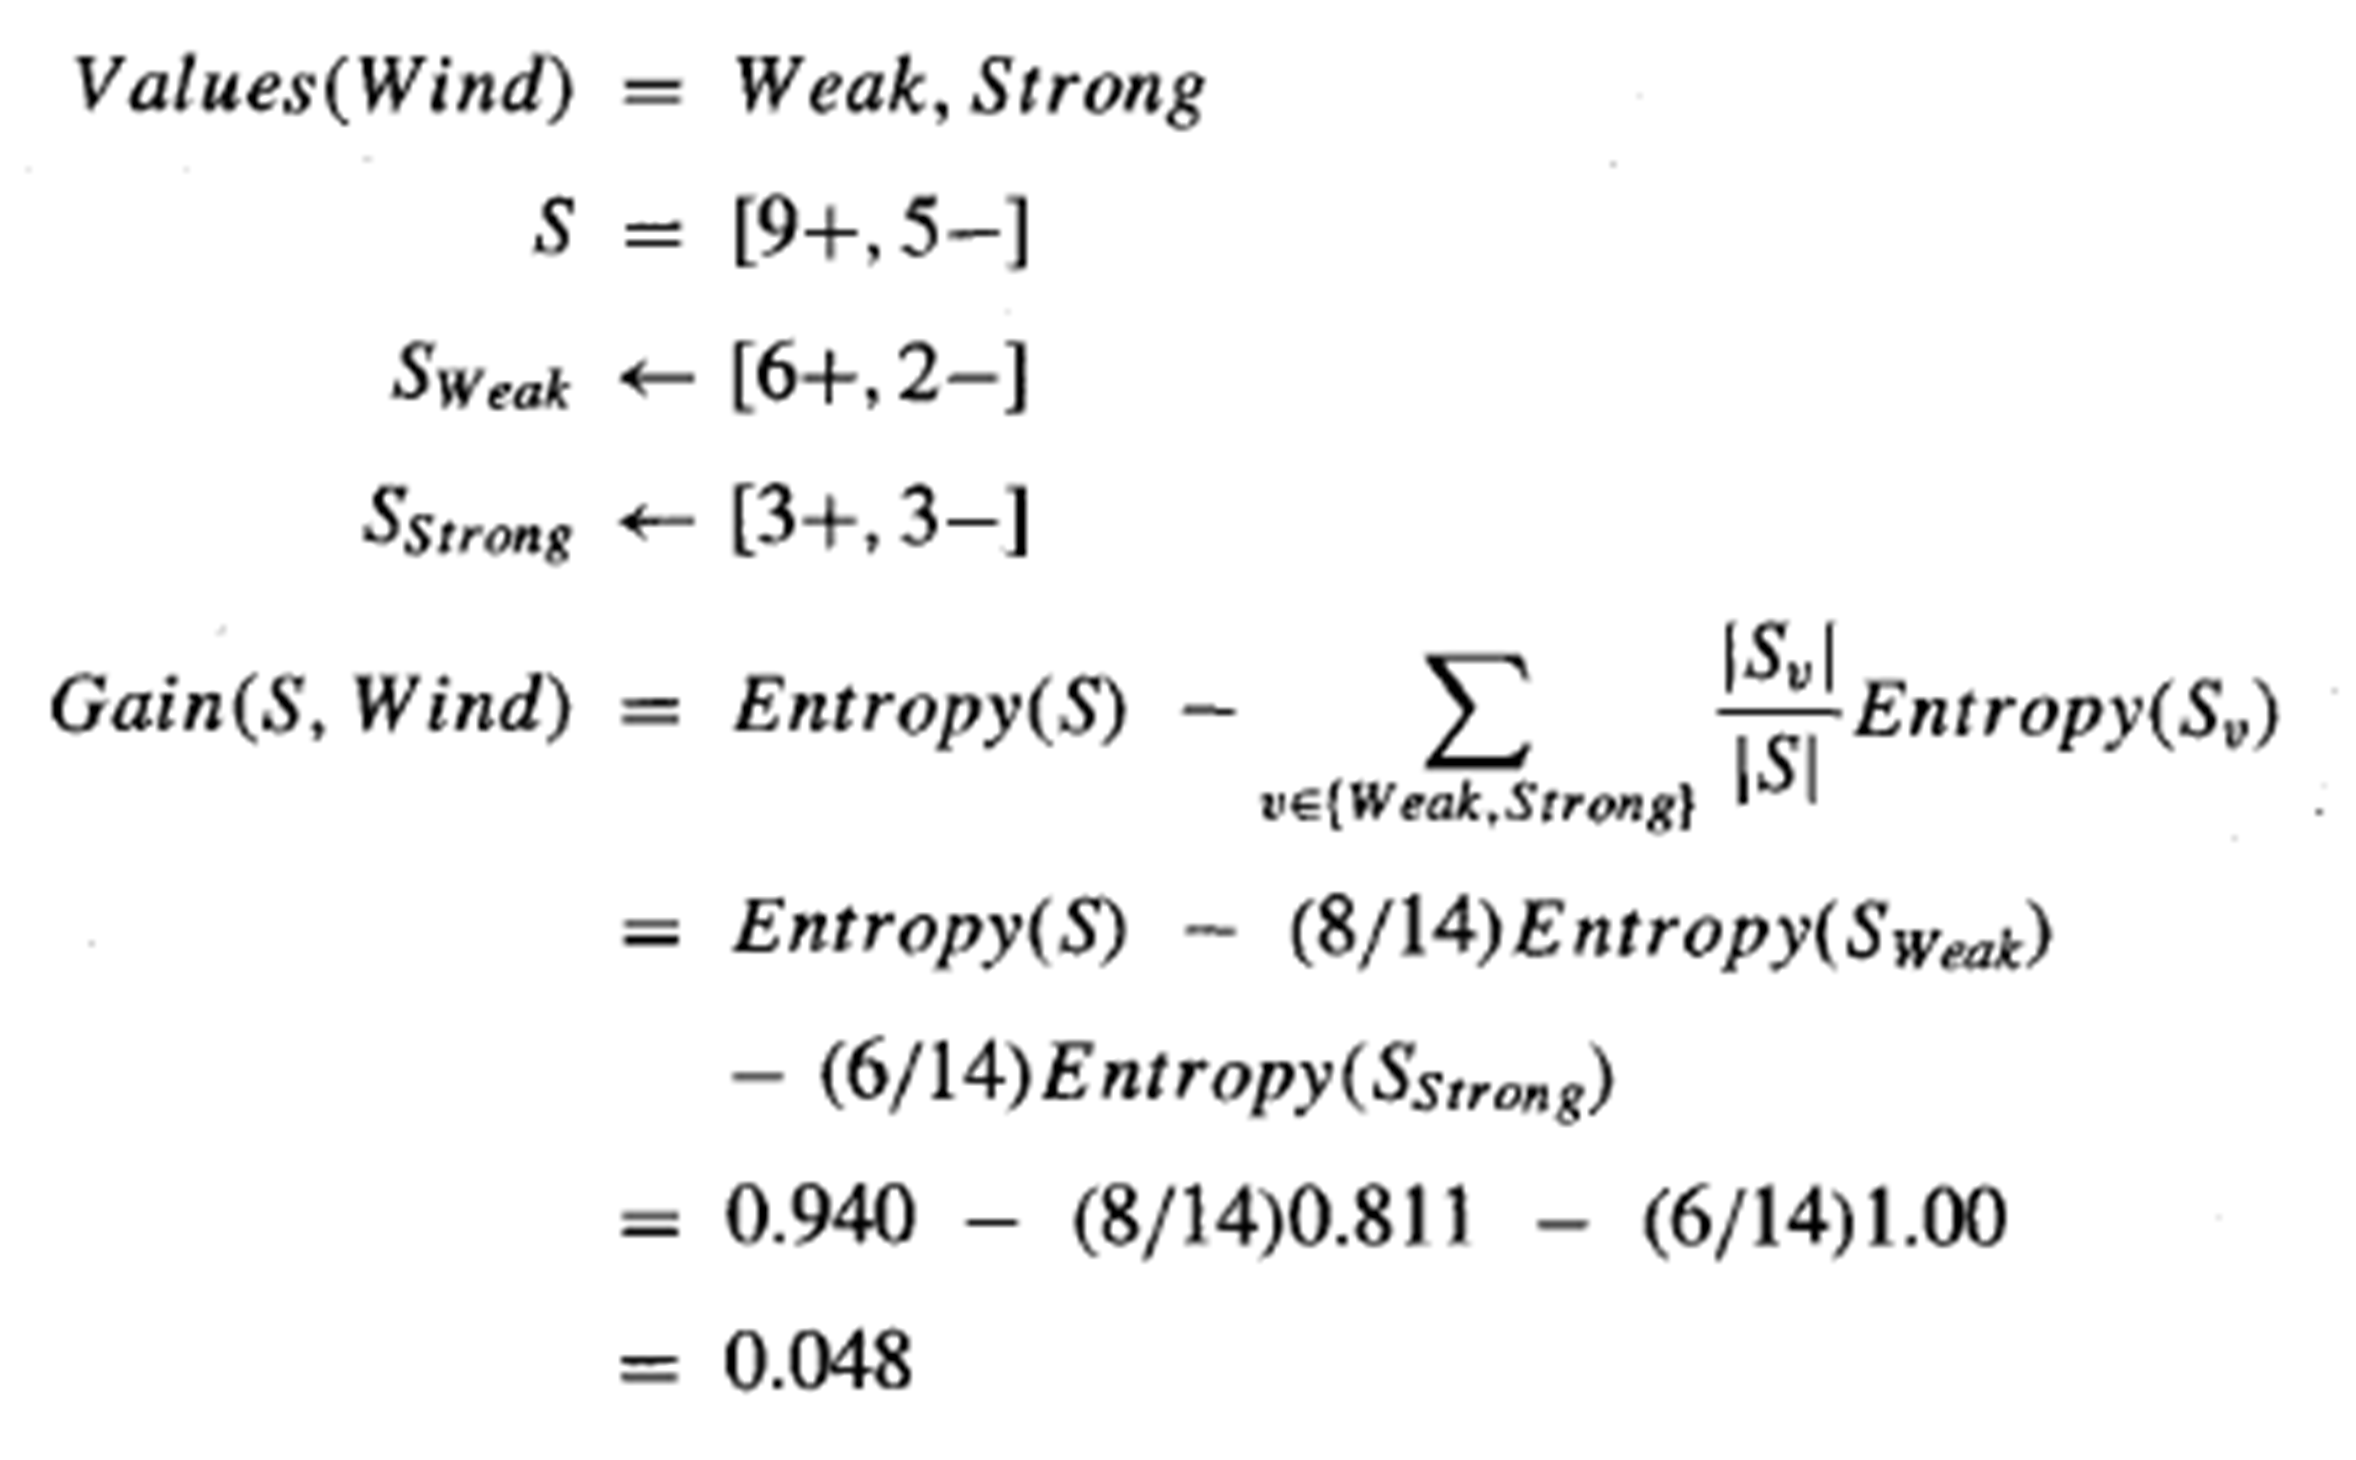 Values(Wind) = Weak, Strong
S = [9+, 5−]
S_Weak ← [6+, 2−]
S_Strong ← [3+, 3−]
Gain(S, Wind) = Entropy(S) − ∑_{v∈{Weak,Strong}} |S_v|/|S| Entropy(S_v)
= Entropy(S) − (8/14)Entropy(S_Weak)
− (6/14)Entropy(S_Strong)
= 0.940 − (8/14)0.811 − (6/14)1.00
= 0.048